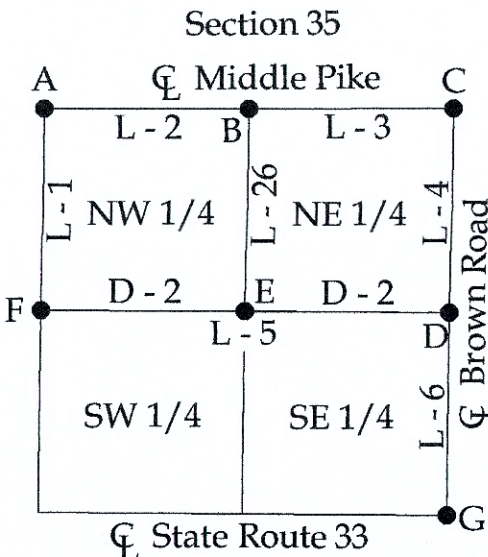 Section 35
A ℄ Middle Pike C
L - 2 B L - 3
L - 1 NW 1/4 L - 26 NE 1/4 L - 4
F D - 2 E D - 2
L - 5 D
℄ Brown Road
SW 1/4 SE 1/4 L - 6
G
℄ State Route 33